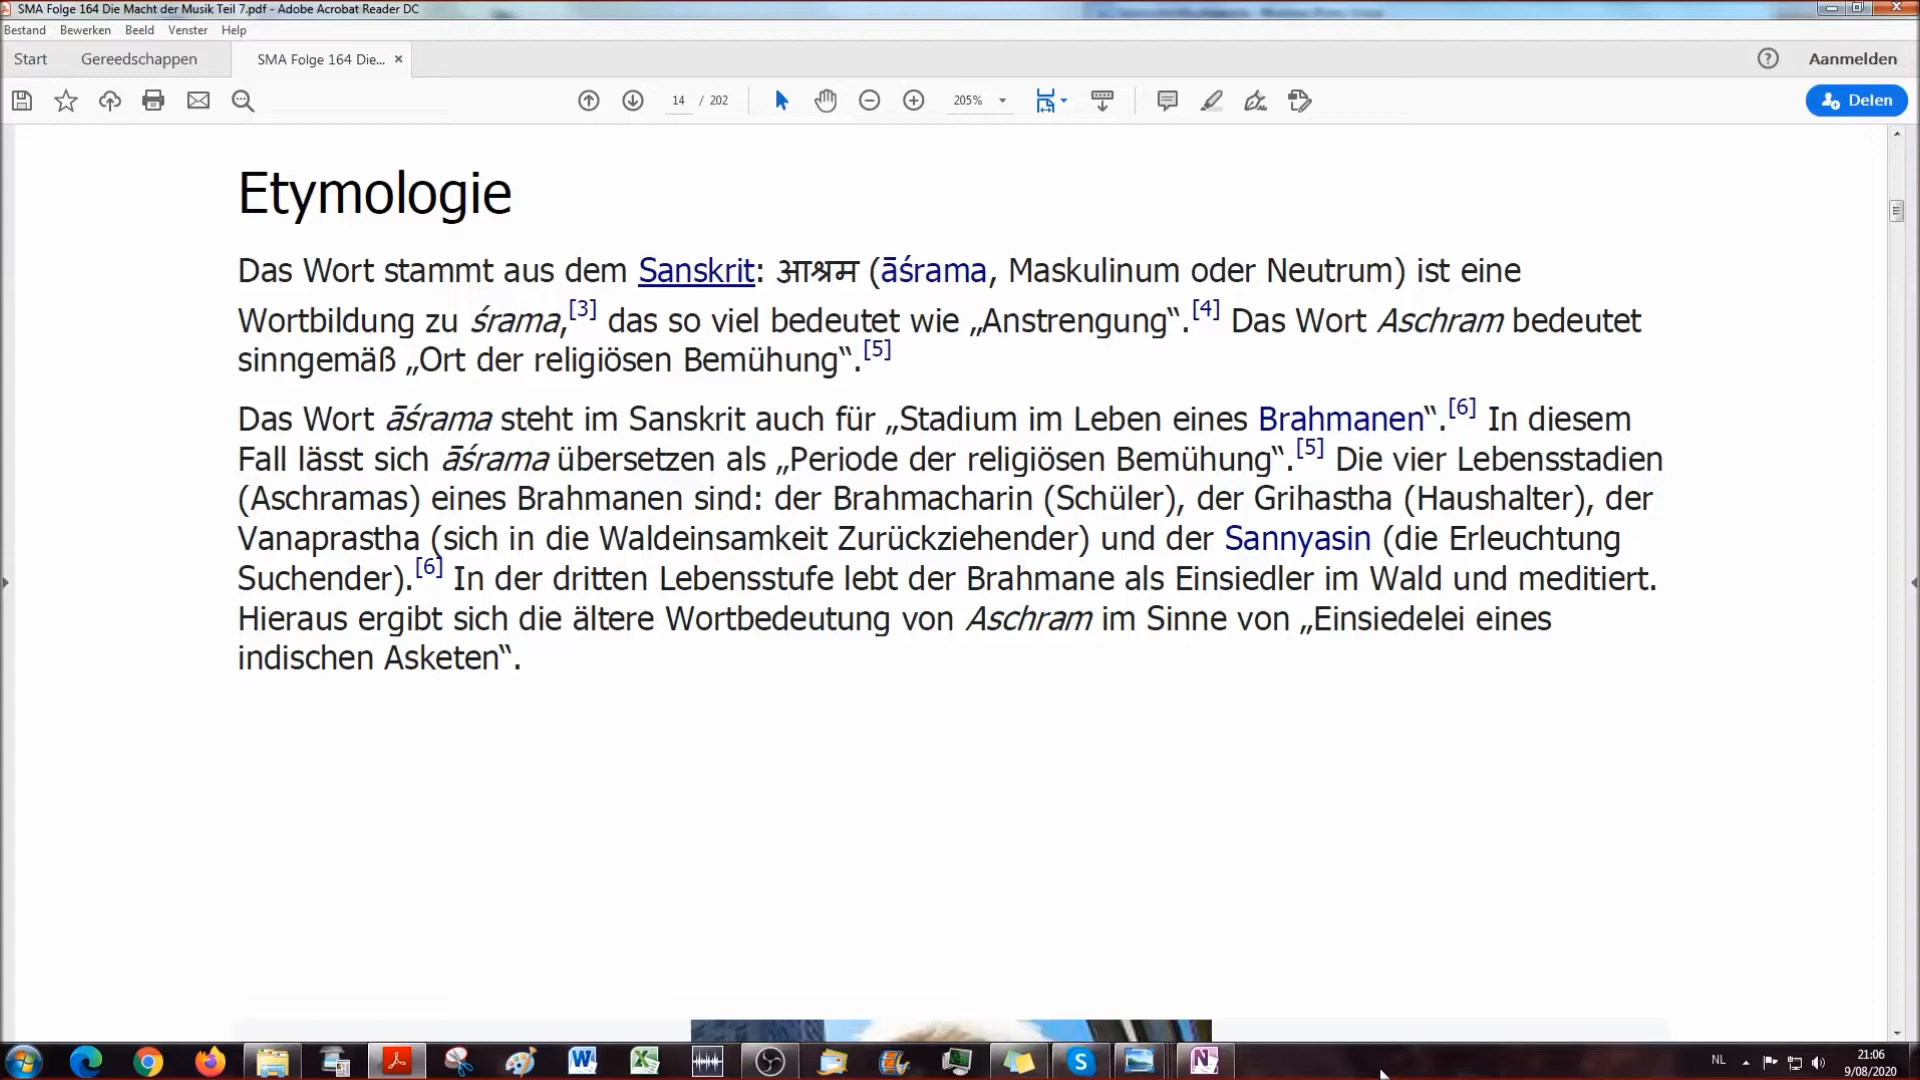 SMA Folge 164 Die Macht der Musik Teil 7.pdf - Adobe Acrobat Reader DC
Bestand Bewerken Beeld Venster Help
Start Gereedschappen SMA Folge 164 Die... × Aanmelden
14 / 202 205% Delen
Etymologie
Das Wort stammt aus dem Sanskrit: आश्रम (āśrama, Maskulinum oder Neutrum) ist eine
Wortbildung zu śrama,[3] das so viel bedeutet wie „Anstrengung“.[4] Das Wort Aschram bedeutet
sinngemäß „Ort der religiösen Bemühung“.[5]
Das Wort āśrama steht im Sanskrit auch für „Stadium im Leben eines Brahmanen“.[6] In diesem
Fall lässt sich āśrama übersetzen als „Periode der religiösen Bemühung“.[5] Die vier Lebensstadien
(Aschramas) eines Brahmanen sind: der Brahmacharin (Schüler), der Grihastha (Haushalter), der
Vanaprastha (sich in die Waldeinsamkeit Zurückziehender) und der Sannyasin (die Erleuchtung
Suchender).[6] In der dritten Lebensstufe lebt der Brahmane als Einsiedler im Wald und meditiert.
Hieraus ergibt sich die ältere Wortbedeutung von Aschram im Sinne von „Einsiedelei eines
indischen Asketen“.
NL 21:06
9/08/2020